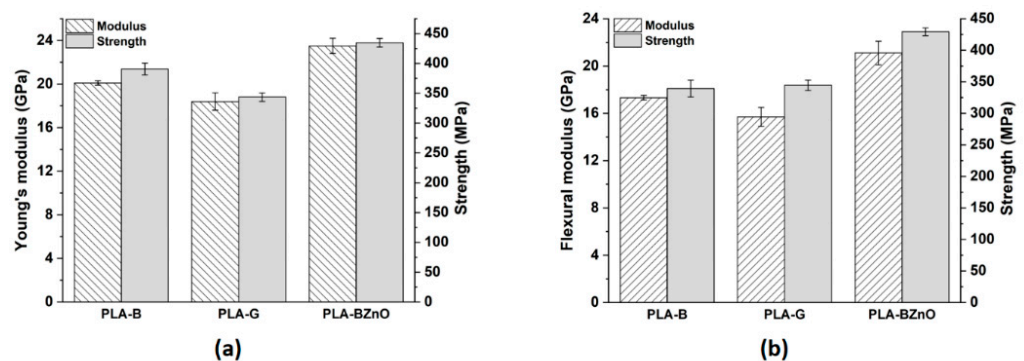 Modulus
Strength
Young's modulus (GPa)
24
20
16
12
8
4
0
450
400
350
300
250
200
150
100
50
0
Strength (MPa)
PLA-B PLA-G PLA-BZnO
(a)
Modulus
Strength
Flexural modulus (GPa)
24
20
16
12
8
4
0
450
400
350
300
250
200
150
100
50
0
Strength (MPa)
PLA-B PLA-G PLA-BZnO
(b)